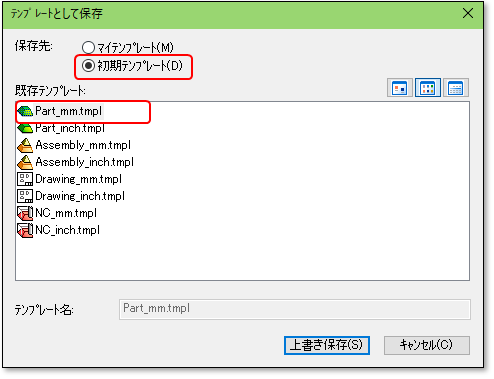 ﾃﾝﾌﾟﾚｰﾄとして保存
保存先:
マイテンプレート(M)
初期テンプレート(D)
既存テンプレート:
Part_mm.tmpl
Part_inch.tmpl
Assembly_mm.tmpl
Assembly_inch.tmpl
Drawing_mm.tmpl
Drawing_inch.tmpl
NC_mm.tmpl
NC_inch.tmpl
テンプレート名:
Part_mm.tmpl
上書き保存(S)
キャンセル(C)